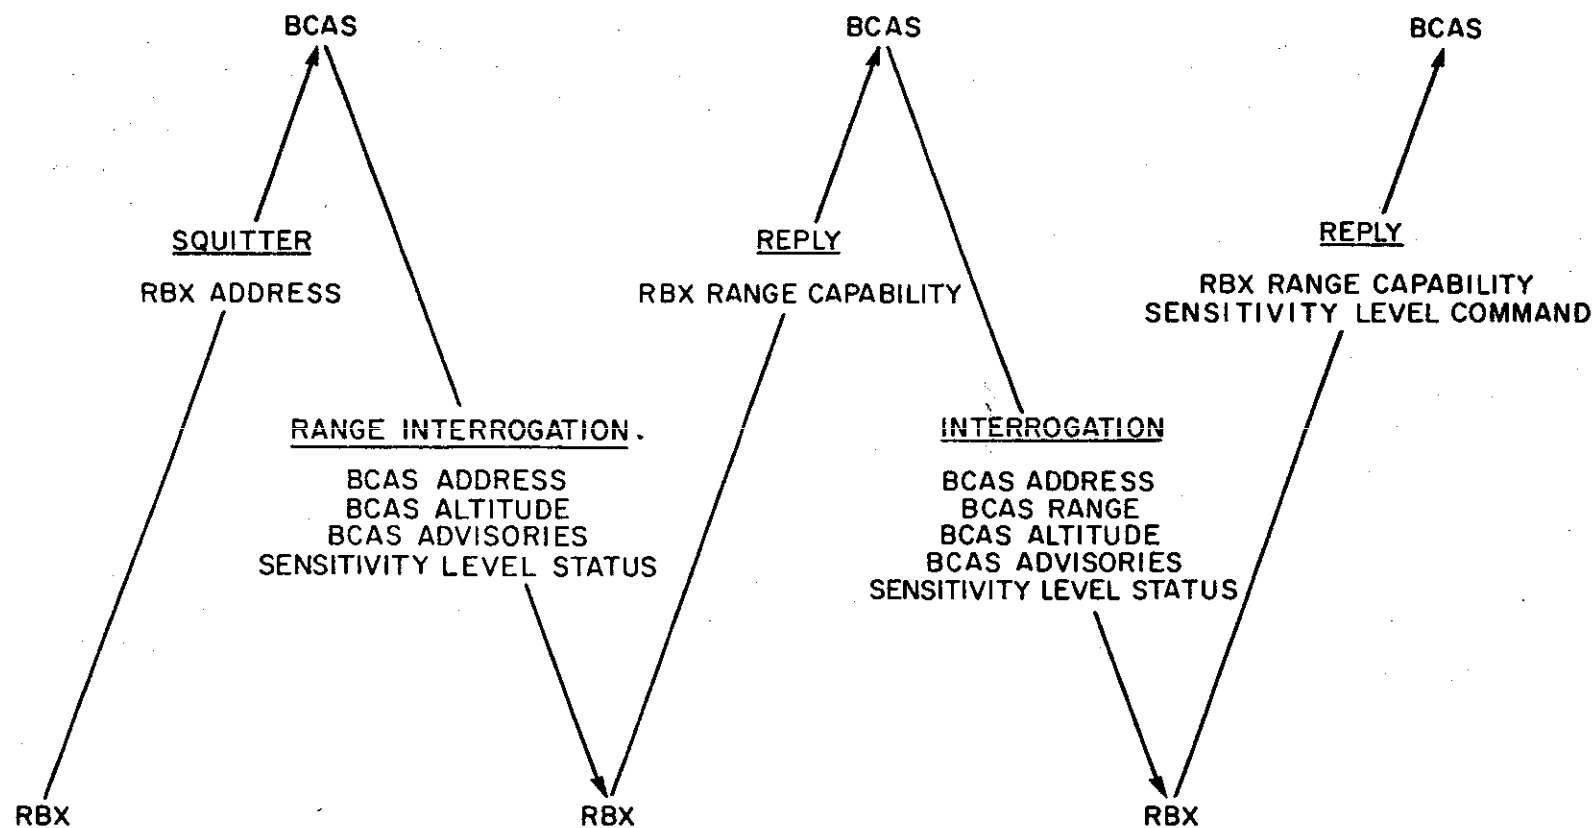 BCAS
BCAS
BCAS
SQUITTER
RBX ADDRESS
REPLY
RBX RANGE CAPABILITY
REPLY
RBX RANGE CAPABILITY
SENSITIVITY LEVEL COMMAND
RANGE INTERROGATION.
BCAS ADDRESS
BCAS ALTITUDE
BCAS ADVISORIES
SENSITIVITY LEVEL STATUS
INTERROGATION
BCAS ADDRESS
BCAS RANGE
BCAS ALTITUDE
BCAS ADVISORIES
SENSITIVITY LEVEL STATUS
RBX
RBX
RBX